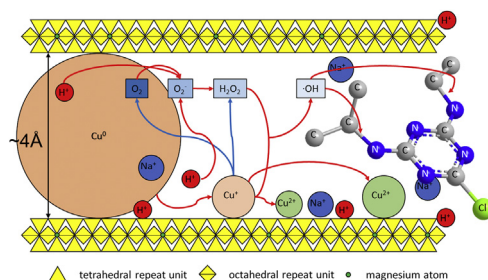 H⁺
Na⁺
C
C
H⁺
O₂
O₂⁻
H₂O₂
·OH
C
N
~4Å
Cu⁰
C
C
N
C
N
C
N
Na⁺
H⁺
Cu⁺
Cu²⁺
N
C
Na⁺
Cu²⁺
Na⁺
H⁺
H⁺
Cl
H⁺
tetrahedral repeat unit
octahedral repeat unit
magnesium atom